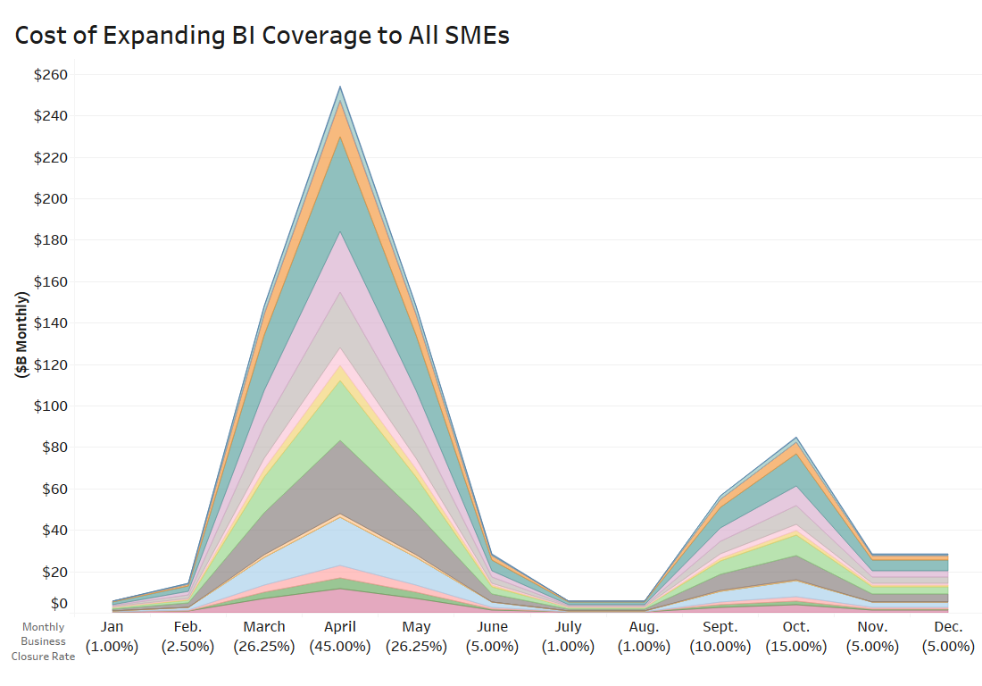 Cost of Expanding BI Coverage to All SMEs
($B Monthly)
$260
$240
$220
$200
$180
$160
$140
$120
$100
$80
$60
$40
$20
$0
Monthly
Business
Closure Rate
Jan Feb. March April May June July Aug. Sept. Oct. Nov. Dec.
(1.00%) (2.50%) (26.25%) (45.00%) (26.25%) (5.00%) (1.00%) (1.00%) (10.00%) (15.00%) (5.00%) (5.00%)